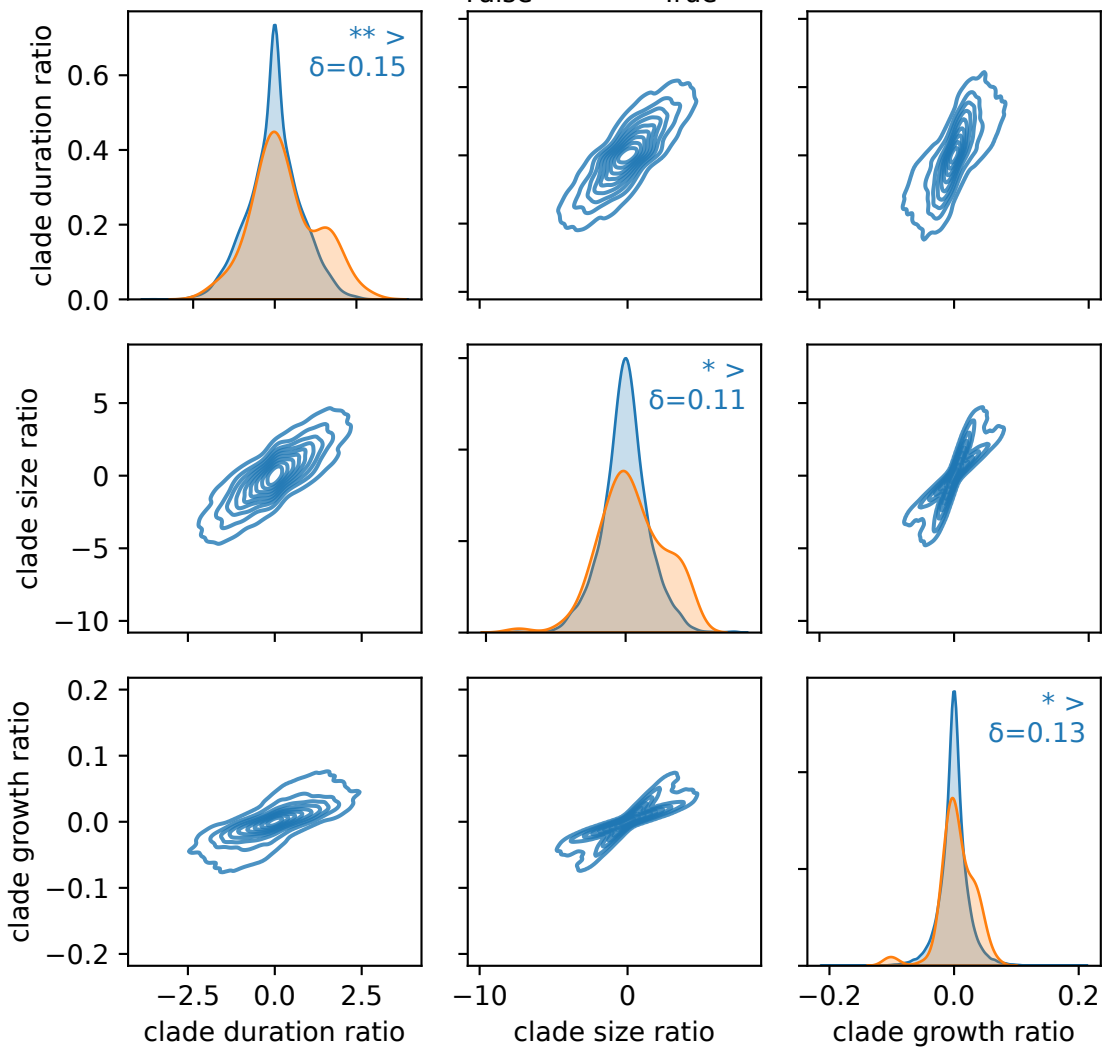 clade duration ratio
0.6
0.4
0.2
0.0
** >
δ=0.15
clade size ratio
5
0
−5
−10
* >
δ=0.11
clade growth ratio
0.2
0.1
0.0
−0.1
−0.2
* >
δ=0.13
−2.5 0.0 2.5
−10 0
−0.2 0.0 0.2
clade duration ratio
clade size ratio
clade growth ratio